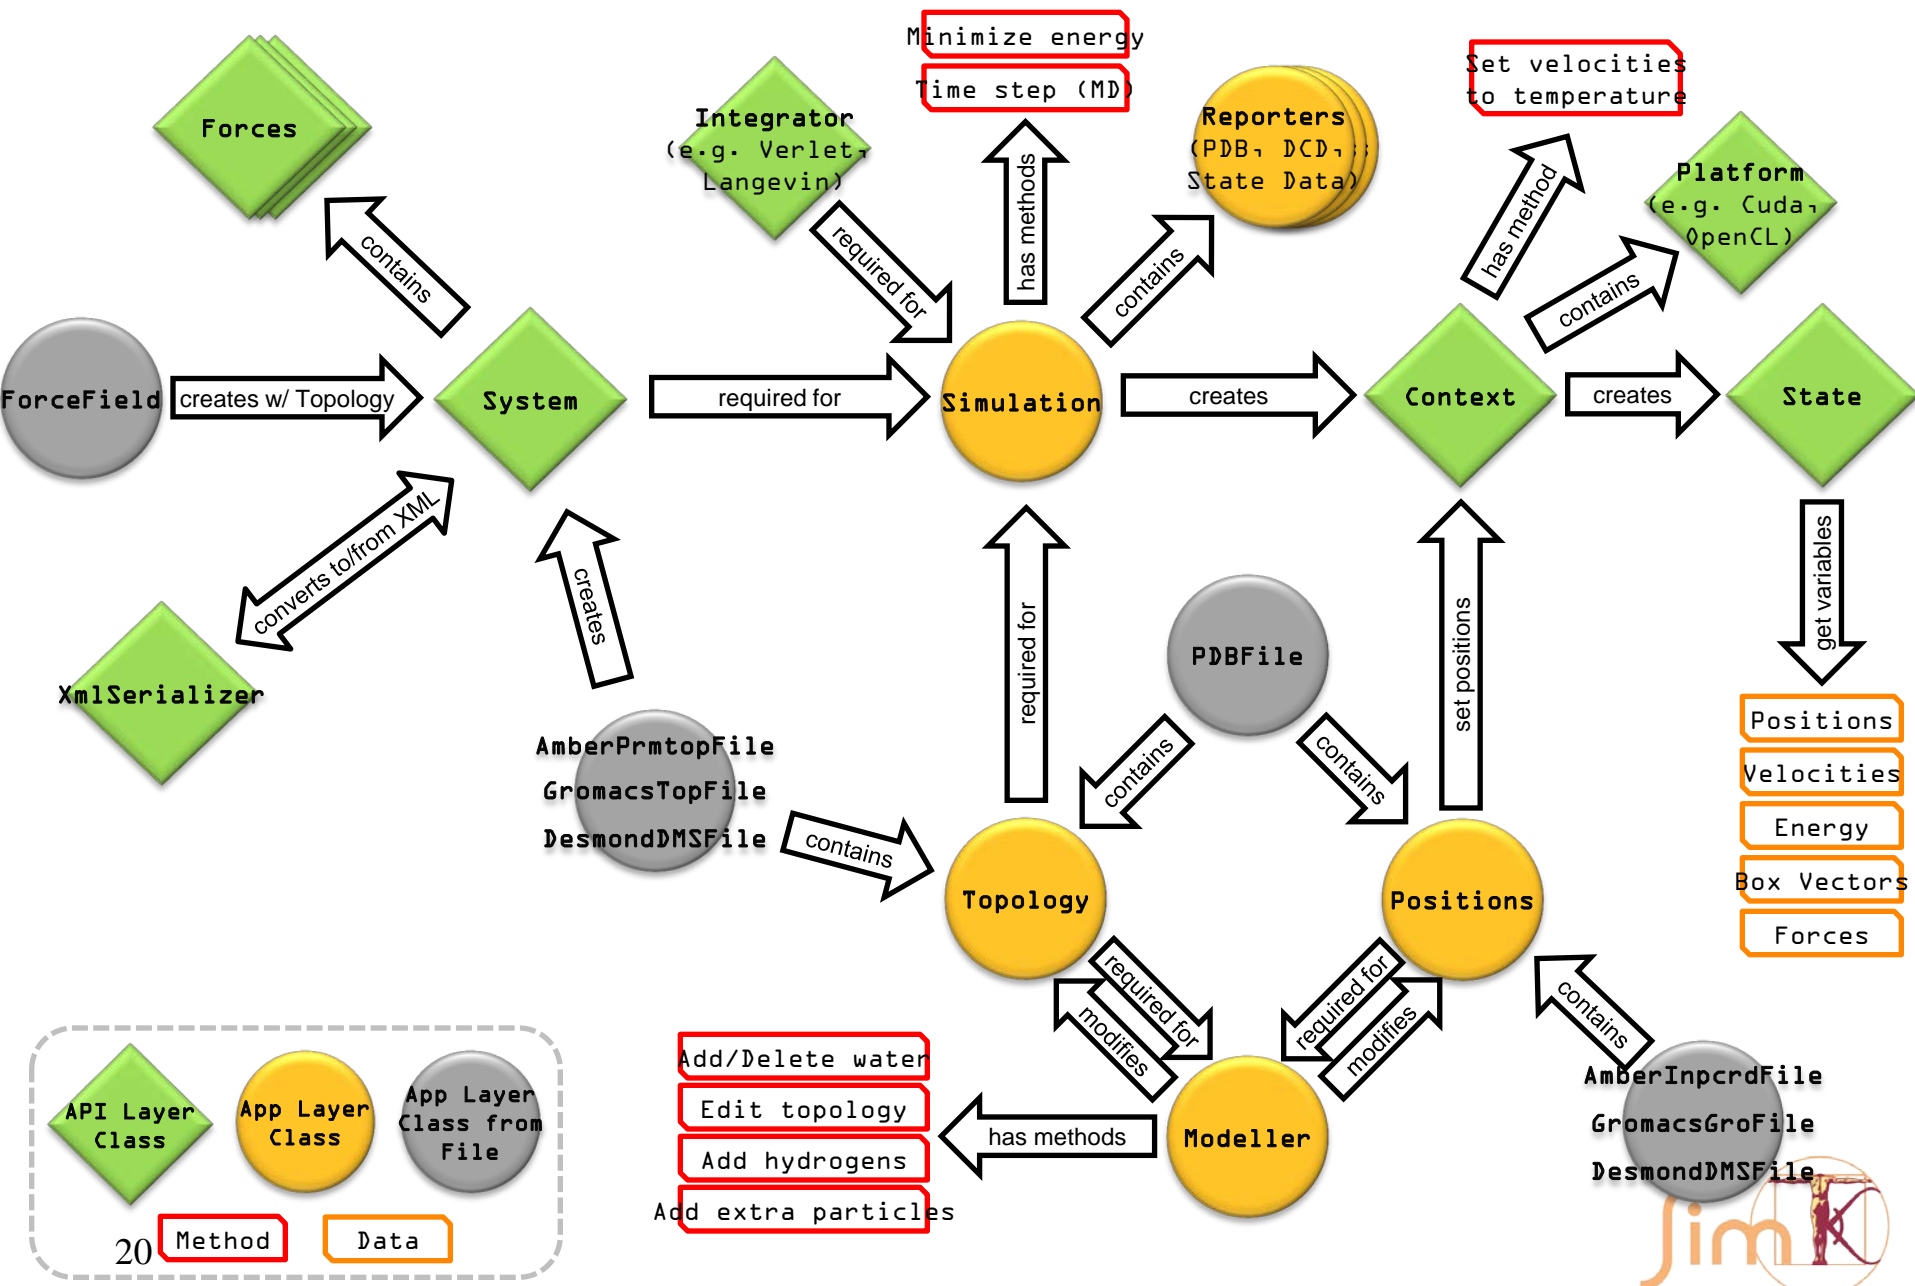 Minimize energy
Time step (MD)
Set velocities
to temperature
Forces
Integrator
(e.g. Verlet,
Langevin)
Reporters
(PDB, DCD,
State Data)
Platform
(e.g. Cuda,
OpenCL)
contains
required for
has methods
contains
has method
contains
ForceField
creates w/ Topology
System
required for
Simulation
creates
Context
creates
State
converts to/from XML
creates
required for
set positions
get variables
XmlSerializer
PDBFile
AmberPrmtopFile
GromacsTopFile
DesmondDMSFile
contains
contains
contains
Positions
Velocities
Energy
Box Vectors
Forces
Topology
Positions
required for
modifies
required for
modifies
contains
Add/Delete water
Edit topology
Add hydrogens
Add extra particles
has methods
Modeller
AmberInpcrdFile
GromacsGroFile
DesmondDMSFile
API Layer
Class
App Layer
Class
App Layer
Class from
File
20
Method
Data
SimTK